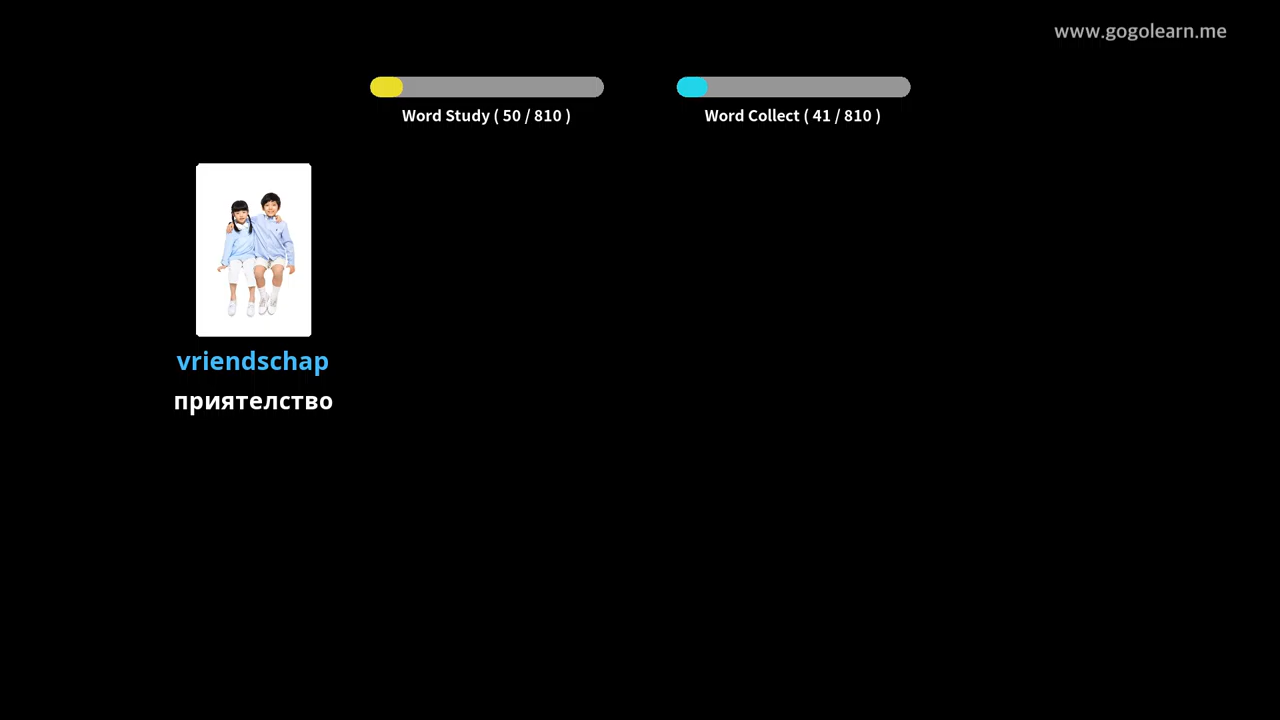 www.gogolearn.me
Word Study ( 50 / 810 )
Word Collect ( 41 / 810 )
vriendschap
приятелство